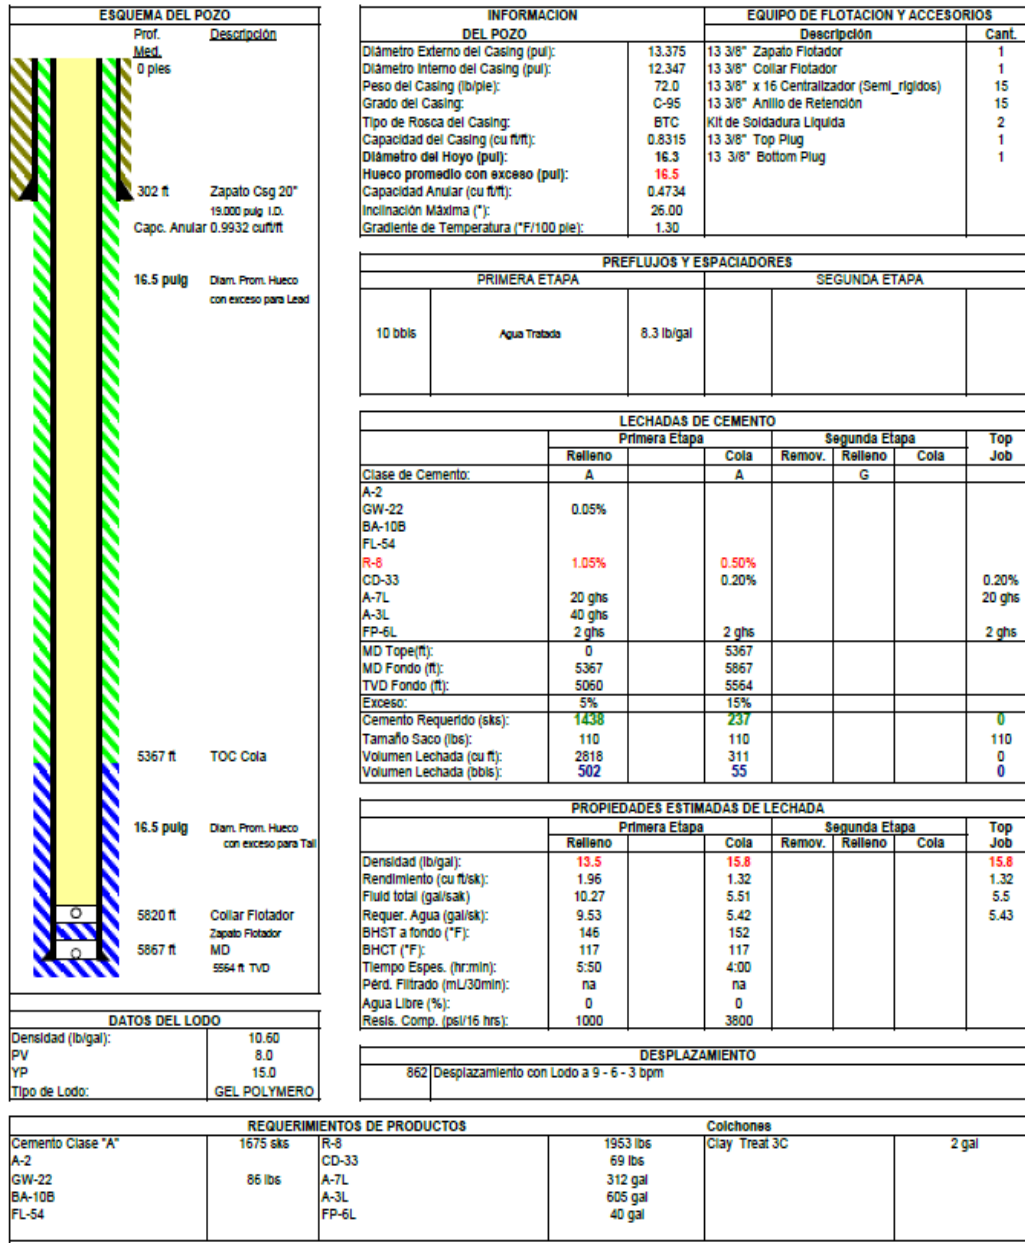 ESQUEMA DEL POZO
Prof. Descripción
Med.
0 pies
302 ft Zapato Csg 20"
19.000 pulg I.D.
Capc. Anular 0.9932 cuft/ft
16.5 pulg Diam. Prom. Hueco
con exceso para Lead
5367 ft TOC Cola
16.5 pulg Diam. Prom. Hueco
con exceso para Tail
5820 ft Collar Flotador
Zapato Flotador
5867 ft MD
5564 ft TVD
DATOS DEL LODO
Densidad (lb/gal): 10.60
PV 8.0
YP 15.0
Tipo de Lodo: GEL POLYMERO
INFORMACION
DEL POZO
Diámetro Externo del Casing (pul): 13.375
Diámetro Interno del Casing (pul): 12.347
Peso del Casing (lb/pie): 72.0
Grado del Casing: C-95
Tipo de Rosca del Casing: BTC
Capacidad del Casing (cu ft/ft): 0.8315
Diámetro del Hoyo (pul): 16.3
Hueco promedio con exceso (pul): 16.5
Capacidad Anular (cu ft/ft): 0.4734
Inclinación Máxima (°): 26.00
Gradiente de Temperatura (°F/100 pie): 1.30
EQUIPO DE FLOTACION Y ACCESORIOS
Descripción Cant.
13 3/8" Zapato Flotador 1
13 3/8" Collar Flotador 1
13 3/8" x 16 Centralizador (Semi_rigidos) 15
13 3/8" Anillo de Retención 15
Kit de Soldadura Liquida 2
13 3/8" Top Plug 1
13 3/8" Bottom Plug 1
PREFLUJOS Y ESPACIADORES
PRIMERA ETAPA SEGUNDA ETAPA
10 bbls Agua Tratada 8.3 lb/gal
LECHADAS DE CEMENTO
Primera Etapa Segunda Etapa Top
Relleno Cola Remov. Relleno Cola Job
Clase de Cemento: A A G
A-2
GW-22 0.05%
BA-10B
FL-54
R-8 1.05% 0.50%
CD-33 0.20% 0.20%
A-7L 20 ghs 20 ghs
A-3L 40 ghs
FP-6L 2 ghs 2 ghs 2 ghs
MD Tope(ft): 0 5367
MD Fondo (ft): 5367 5867
TVD Fondo (ft): 5060 5564
Exceso: 5% 15%
Cemento Requerido (sks): 1438 237 0
Tamaño Saco (lbs): 110 110 110
Volumen Lechada (cu ft): 2818 311 0
Volumen Lechada (bbls): 502 55 0
PROPIEDADES ESTIMADAS DE LECHADA
Primera Etapa Segunda Etapa Top
Relleno Cola Remov. Relleno Cola Job
Densidad (lb/gal): 13.5 15.8 15.8
Rendimiento (cu ft/sk): 1.96 1.32 1.32
Fluid total (gal/sak) 10.27 5.51 5.5
Requer. Agua (gal/sk): 9.53 5.42 5.43
BHST a fondo (°F): 146 152
BHCT (°F): 117 117
Tiempo Espes. (hr:min): 5:50 4:00
Pérd. Filtrado (mL/30min): na na
Agua Libre (%): 0 0
Resis. Comp. (psi/16 hrs): 1000 3800
DESPLAZAMIENTO
862 Desplazamiento con Lodo a 9 - 6 - 3 bpm
REQUERIMIENTOS DE PRODUCTOS Colchones
Cemento Clase "A" 1675 sks R-8 1953 lbs Clay Treat 3C 2 gal
A-2 CD-33 69 lbs
GW-22 86 lbs A-7L 312 gal
BA-10B A-3L 605 gal
FL-54 FP-6L 40 gal